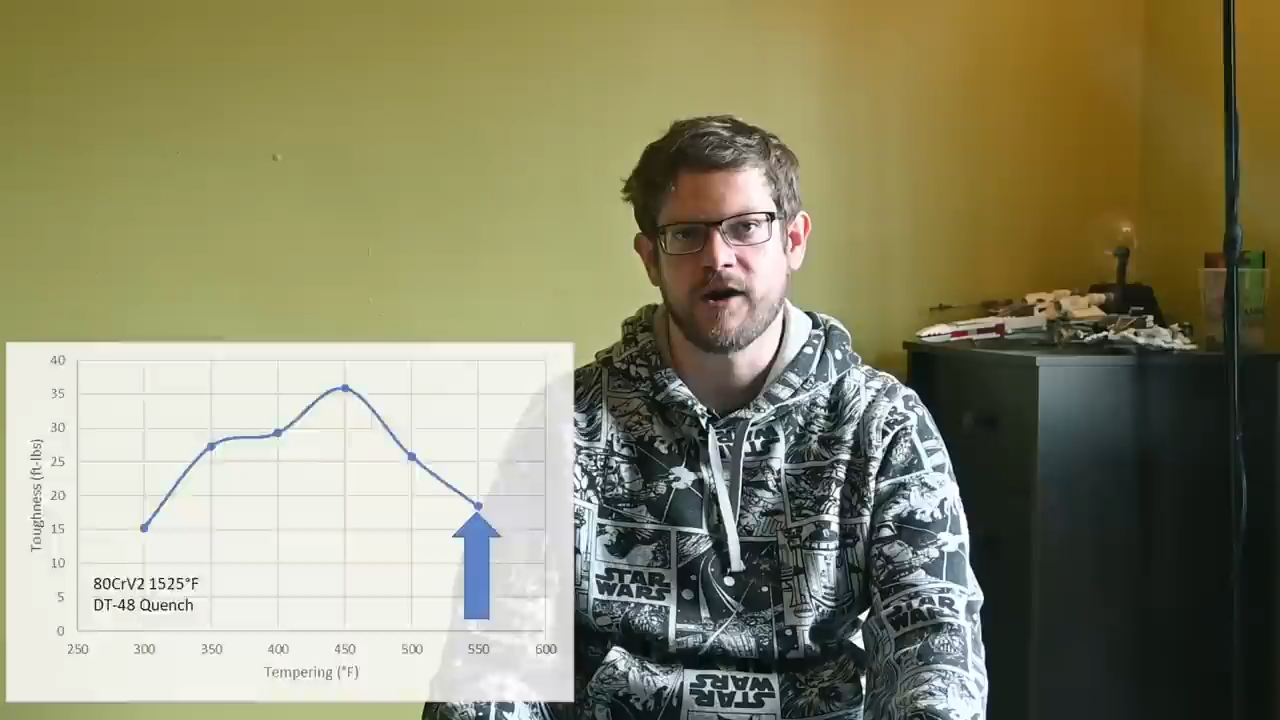 40
35
30
25
20
15
10
5
0
Toughness (ft-lbs)
80CrV2 1525°F
DT-48 Quench
250 300 350 400 450 500 550 600
Tempering (°F)
STAR
WARS
STAR
WARS
STAR
WARS